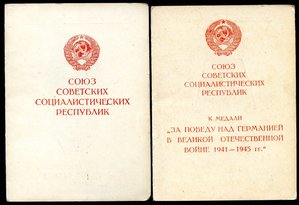 СОЮЗ
СОВЕТСКИХ
СОЦИАЛИСТИЧЕСКИХ
РЕСПУБЛИК
СОЮЗ
СОВЕТСКИХ
СОЦИАЛИСТИЧЕСКИХ
РЕСПУБЛИК
К МЕДАЛИ
"ЗА ПОБЕДУ НАД ГЕРМАНИЕЙ
В ВЕЛИКОЙ ОТЕЧЕСТВЕННОЙ
ВОЙНЕ 1941—1945 гг."